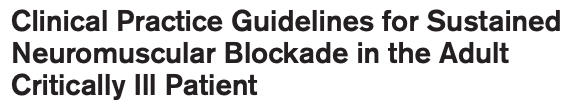 Clinical Practice Guidelines for Sustained
Neuromuscular Blockade in the Adult
Critically Ill Patient